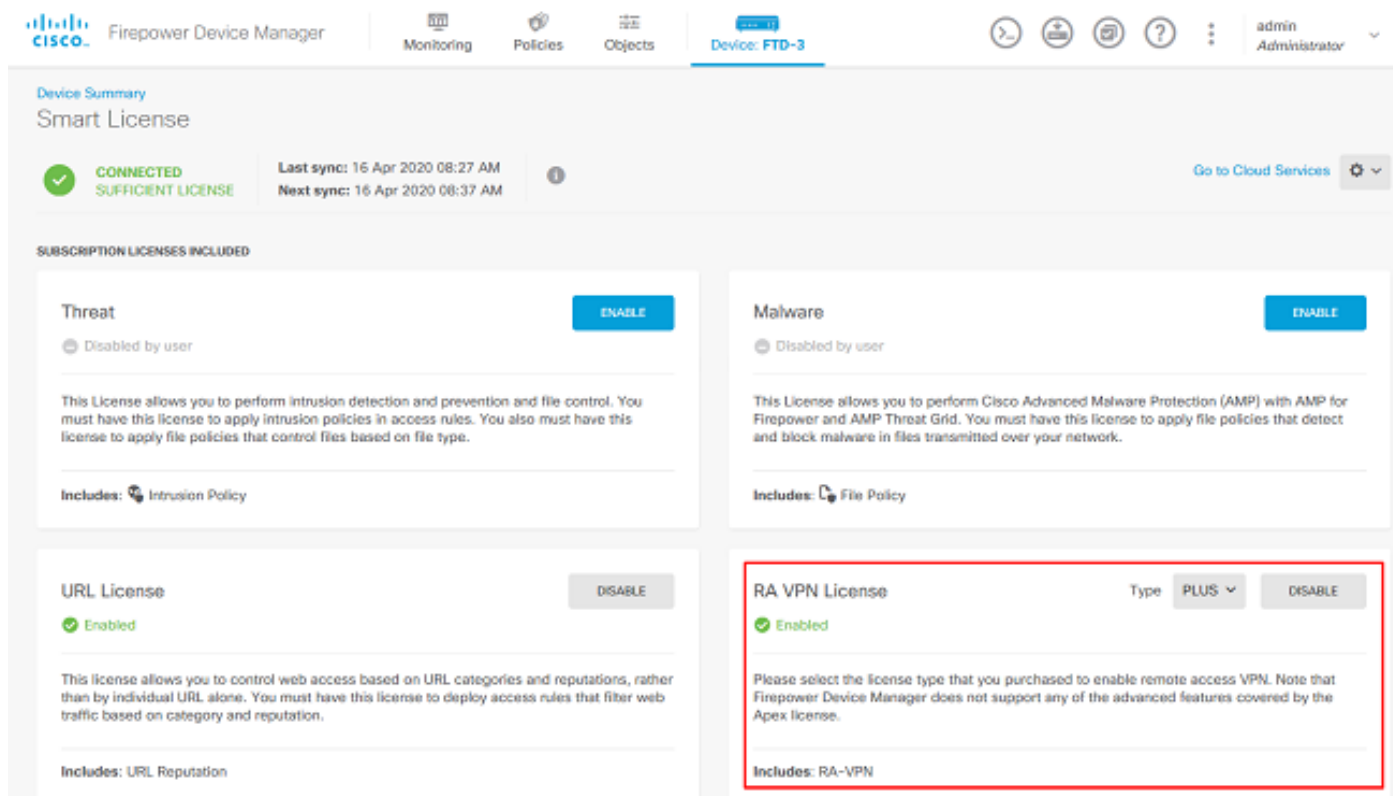 CISCO
Firepower Device Manager
Monitoring
Policies
Objects
Device: FTD-3
admin
Administrator
Device Summary
Smart License
CONNECTED
SUFFICIENT LICENSE
Last sync: 16 Apr 2020 08:27 AM
Next sync: 16 Apr 2020 08:37 AM
Go to Cloud Services
SUBSCRIPTION LICENSES INCLUDED
Threat
ENABLE
Disabled by user
This License allows you to perform intrusion detection and prevention and file control. You
must have this license to apply intrusion policies in access rules. You also must have this
license to apply file policies that control files based on file type.
Includes: Intrusion Policy
Malware
ENABLE
Disabled by user
This License allows you to perform Cisco Advanced Malware Protection (AMP) with AMP for
Firepower and AMP Threat Grid. You must have this license to apply file policies that detect
and block malware in files transmitted over your network.
Includes: File Policy
URL License
DISABLE
Enabled
This license allows you to control web access based on URL categories and reputations, rather
than by individual URL alone. You must have this license to deploy access rules that filter web
traffic based on category and reputation.
Includes: URL Reputation
RA VPN License
Type PLUS
DISABLE
Enabled
Please select the license type that you purchased to enable remote access VPN. Note that
Firepower Device Manager does not support any of the advanced features covered by the
Apex license.
Includes: RA-VPN